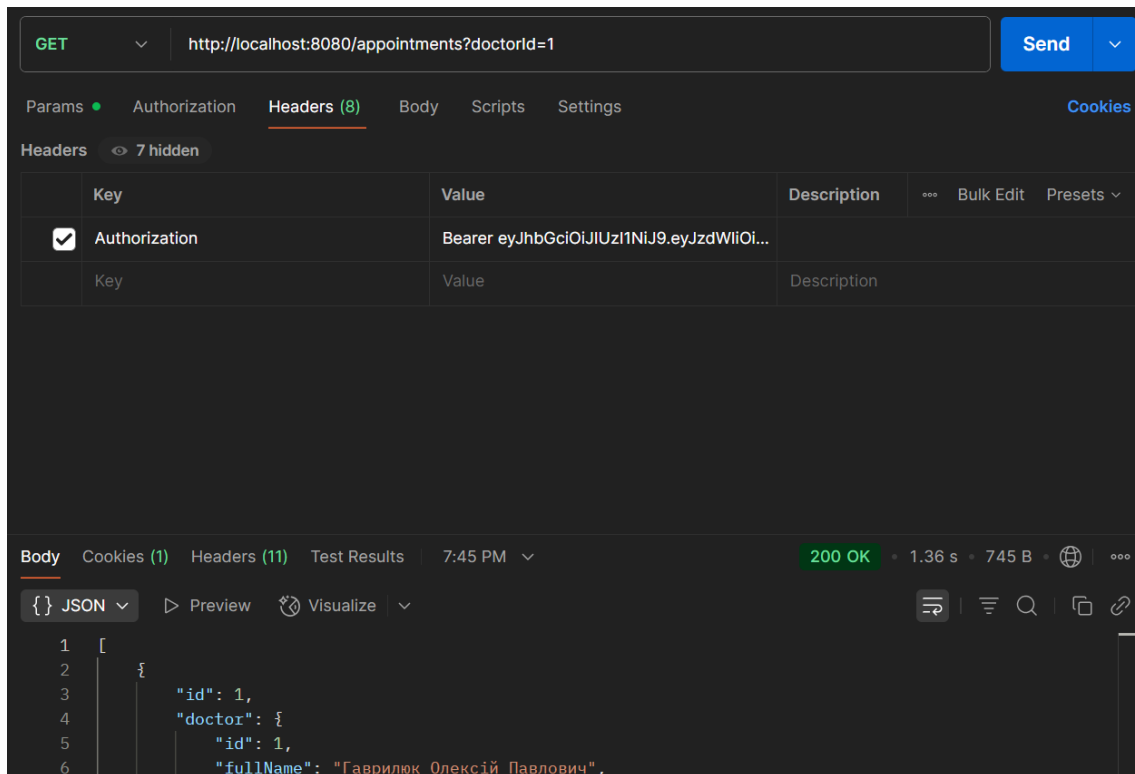 GET http://localhost:8080/appointments?doctorId=1 Send
Params Authorization Headers (8) Body Scripts Settings Cookies
Headers 7 hidden
Key Value Description Bulk Edit Presets
Authorization Bearer eyJhbGciOiJIUzI1NiJ9.eyJzdWIiOi...
Key Value Description
Body Cookies (1) Headers (11) Test Results 7:45 PM 200 OK 1.36 s 745 B
{} JSON Preview Visualize
1 [
2 {
3 "id": 1,
4 "doctor": {
5 "id": 1,
6 "fullName": "Гаврилюк Олексій Павлович",